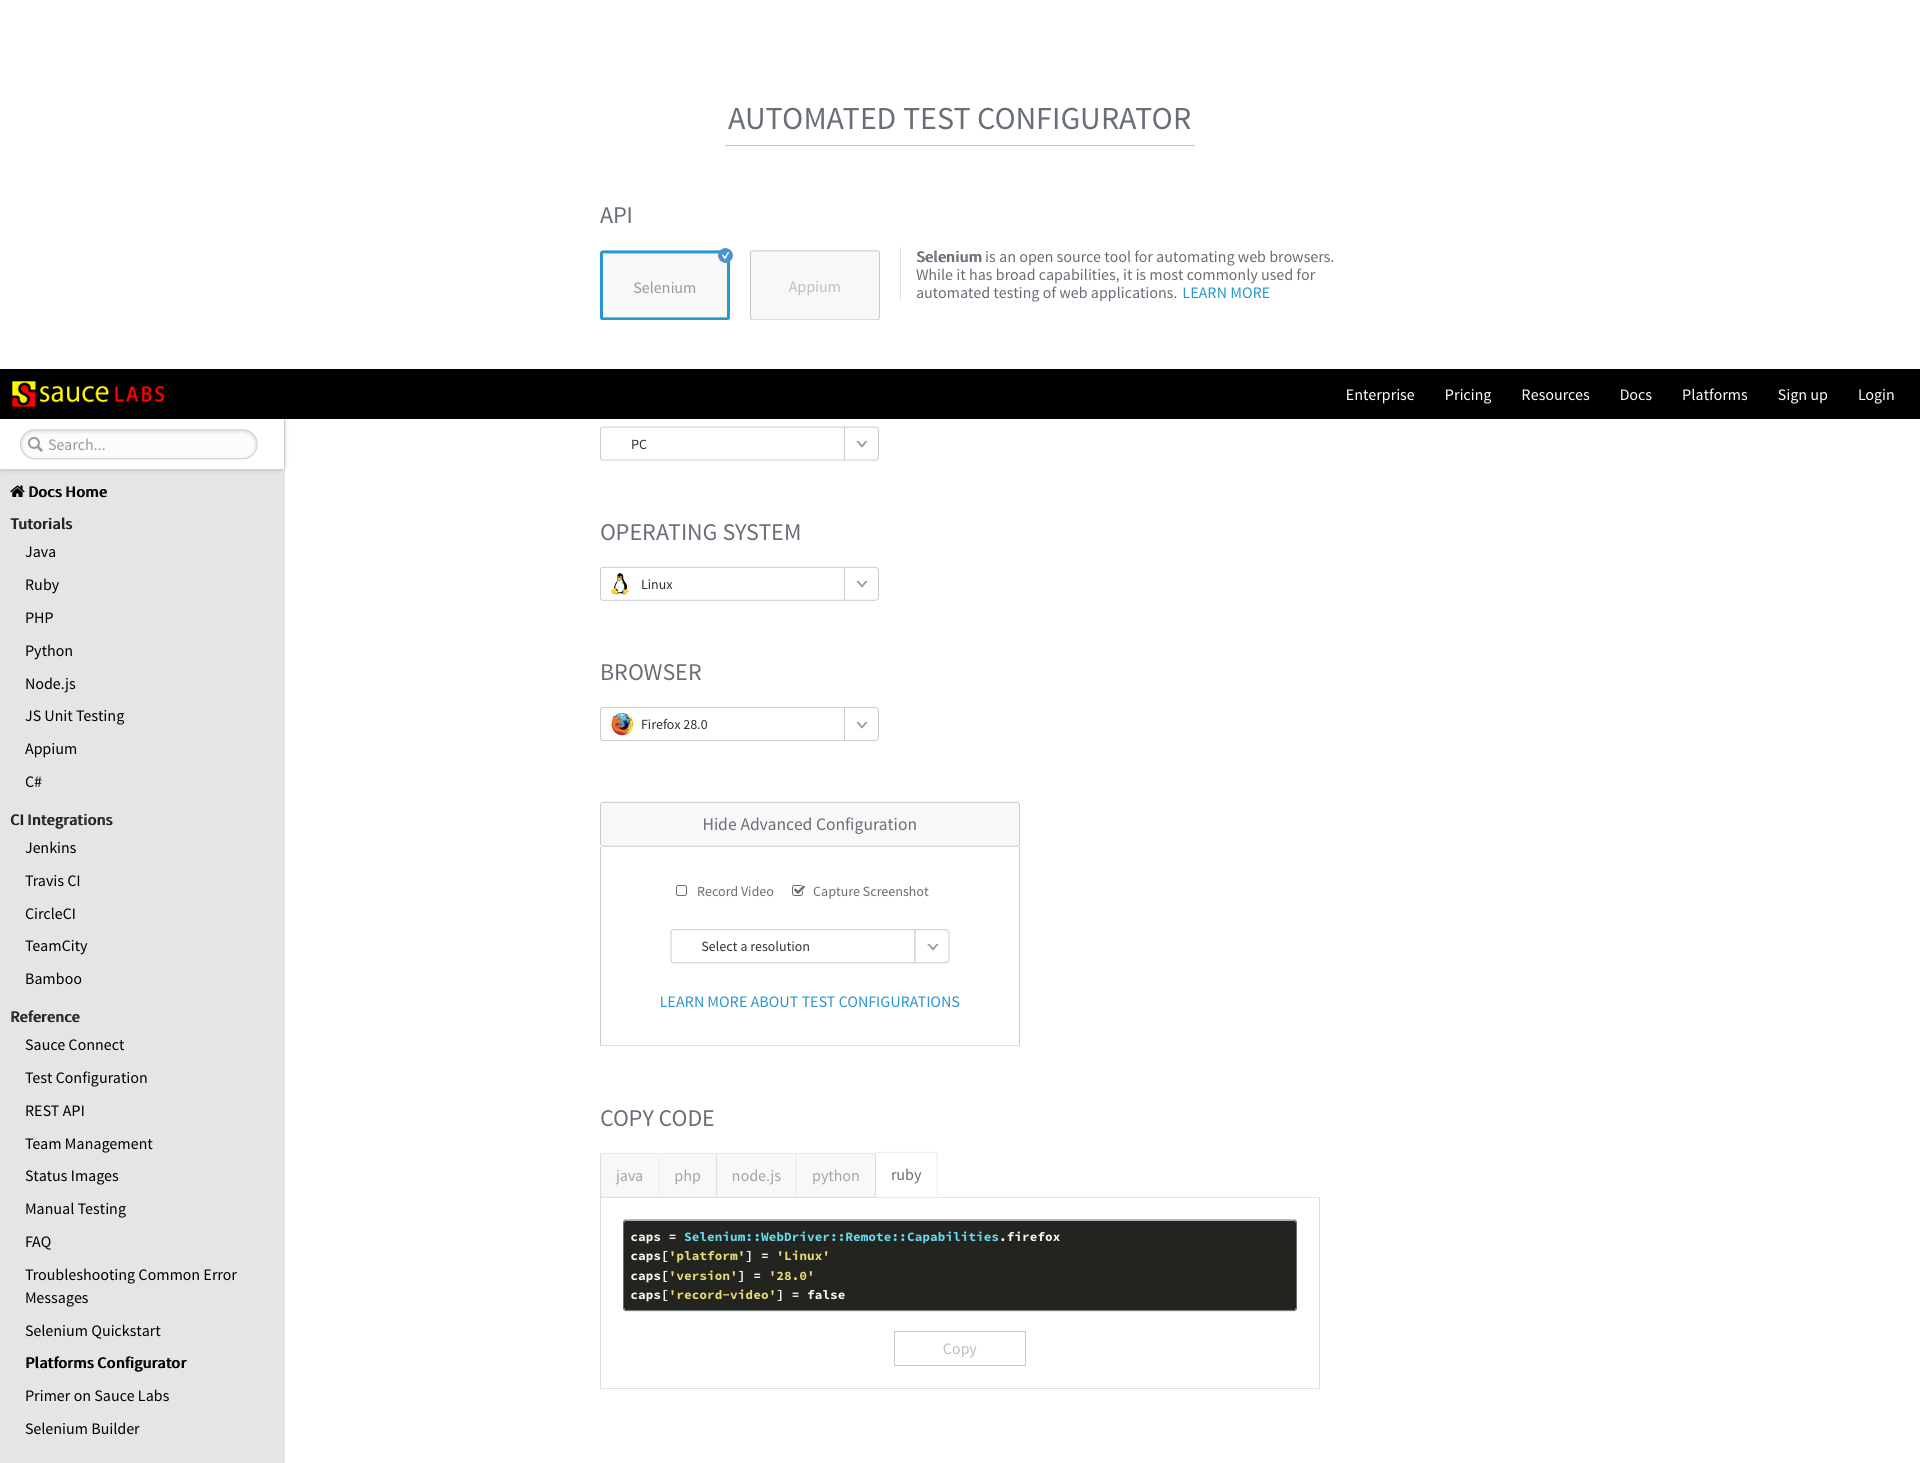 AUTOMATED TEST CONFIGURATOR
API
Selenium
Appium
Selenium is an open source tool for automating web browsers.
While it has broad capabilities, it is most commonly used for
automated testing of web applications. LEARN MORE
sauce LABS
Enterprise Pricing Resources Docs Platforms Sign up Login
Search...
Docs Home
Tutorials
Java
Ruby
PHP
Python
Node.js
JS Unit Testing
Appium
C#
CI Integrations
Jenkins
Travis CI
CircleCI
TeamCity
Bamboo
Reference
Sauce Connect
Test Configuration
REST API
Team Management
Status Images
Manual Testing
FAQ
Troubleshooting Common Error
Messages
Selenium Quickstart
Platforms Configurator
Primer on Sauce Labs
Selenium Builder
PC
OPERATING SYSTEM
Linux
BROWSER
Firefox 28.0
Hide Advanced Configuration
Record Video Capture Screenshot
Select a resolution
LEARN MORE ABOUT TEST CONFIGURATIONS
COPY CODE
java php node.js python ruby
caps = Selenium::WebDriver::Remote::Capabilities.firefox
caps['platform'] = 'Linux'
caps['version'] = '28.0'
caps['record-video'] = false
Copy